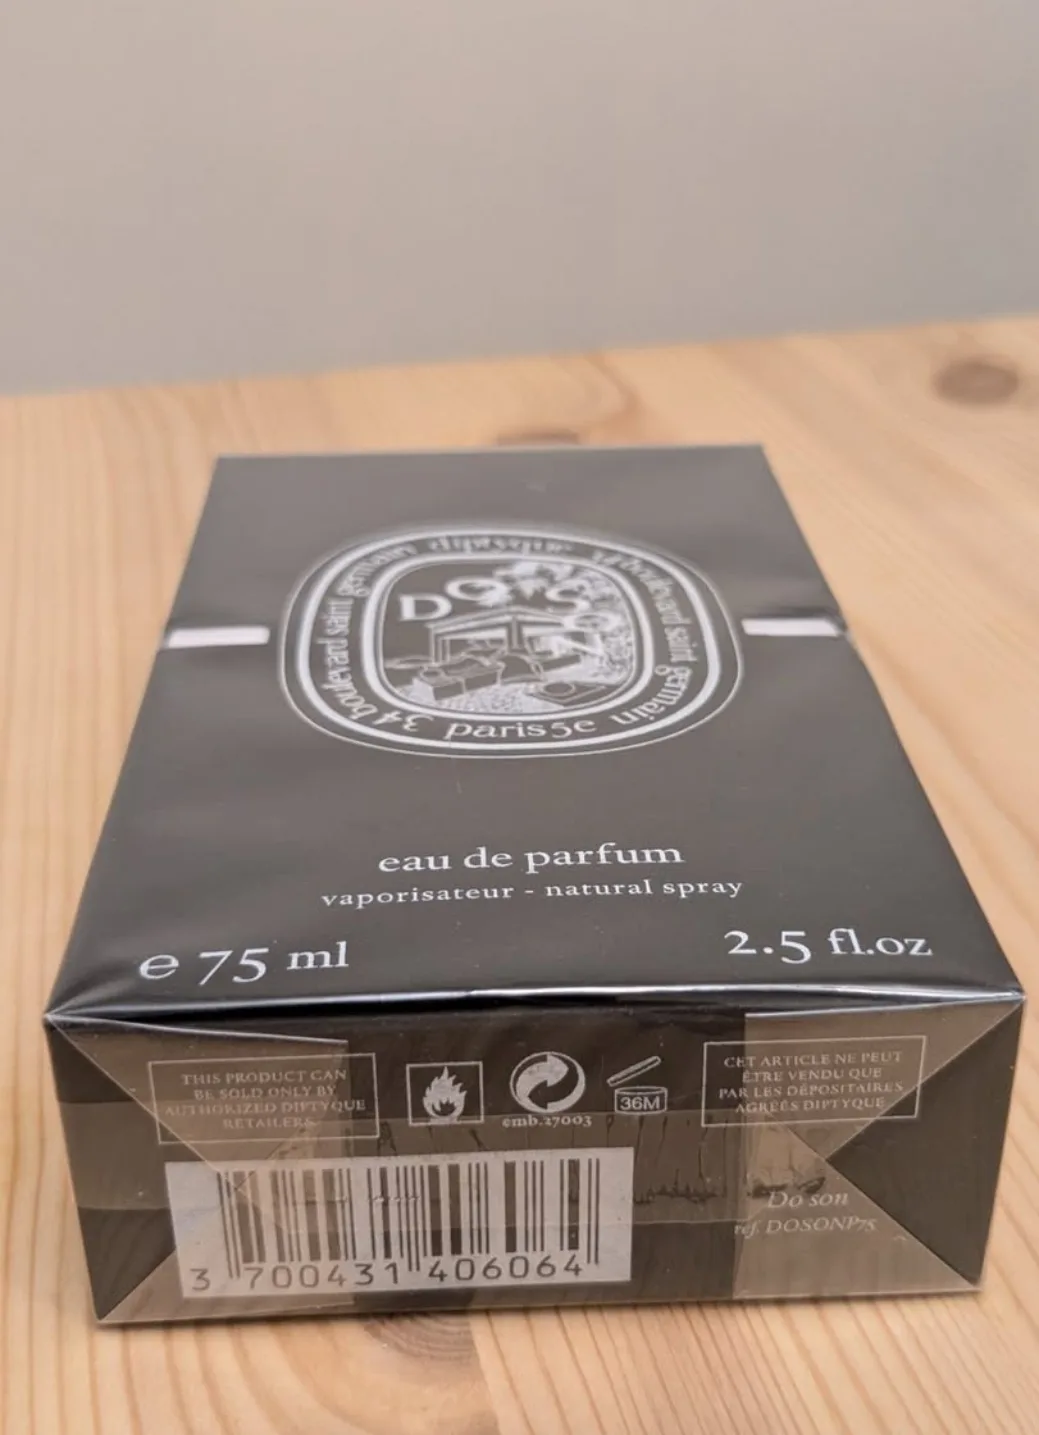 diptyque 34 boulevard saint germain paris 5e 34 boulevard saint germain
DO SON
eau de parfum
vaporisateur - natural spray
e 75 ml
2.5 fl.oz
THIS PRODUCT CAN
BE SOLD ONLY BY
AUTHORIZED DIPTYQUE
RETAILERS
36M
emb.27003
CET ARTICLE NE PEUT
ÊTRE VENDU QUE
PAR LES DÉPOSITAIRES
AGRÉÉS DIPTYQUE
Do son
ref. DOSONP75
3 700431 406064